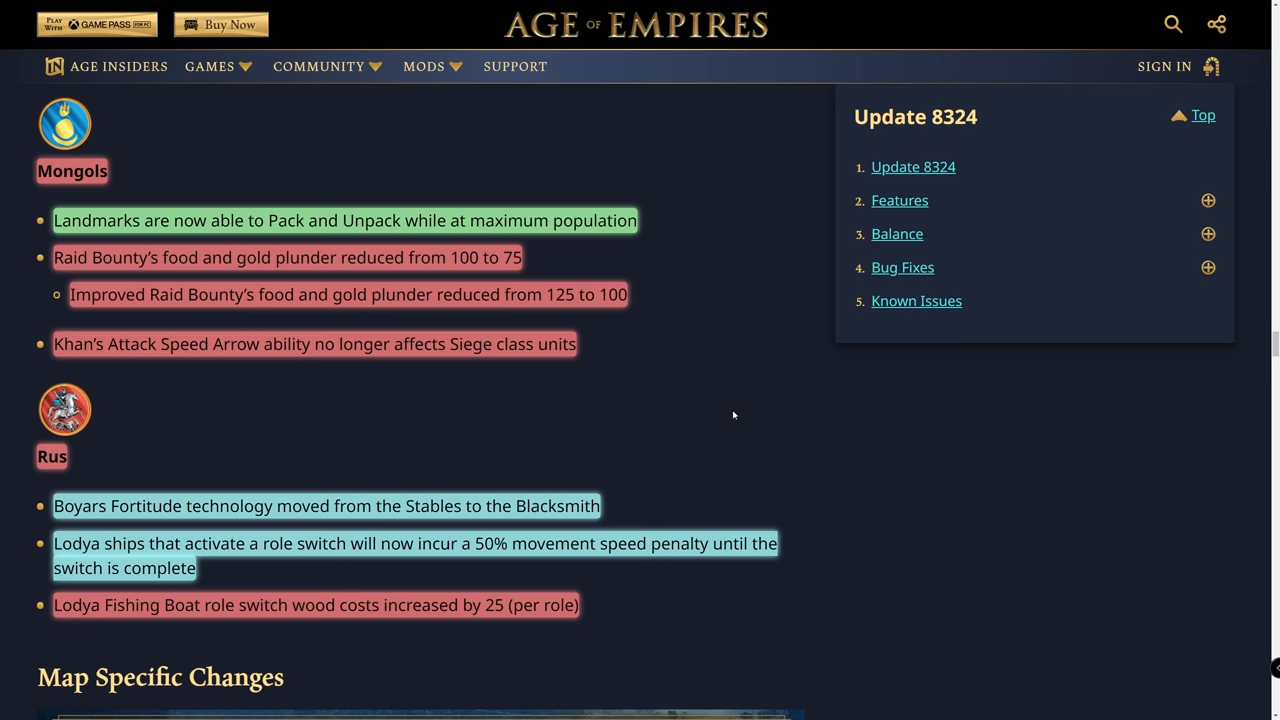 PLAY WITH XBOX GAME PASS FOR PC
Buy Now
AGE OF EMPIRES
IN AGE INSIDERS
GAMES
COMMUNITY
MODS
SUPPORT
SIGN IN
Mongols
Landmarks are now able to Pack and Unpack while at maximum population
Raid Bounty’s food and gold plunder reduced from 100 to 75
Improved Raid Bounty’s food and gold plunder reduced from 125 to 100
Khan’s Attack Speed Arrow ability no longer affects Siege class units
Rus
Boyars Fortitude technology moved from the Stables to the Blacksmith
Lodya ships that activate a role switch will now incur a 50% movement speed penalty until the
switch is complete
Lodya Fishing Boat role switch wood costs increased by 25 (per role)
Map Specific Changes
Update 8324
Top
1. Update 8324
2. Features
3. Balance
4. Bug Fixes
5. Known Issues